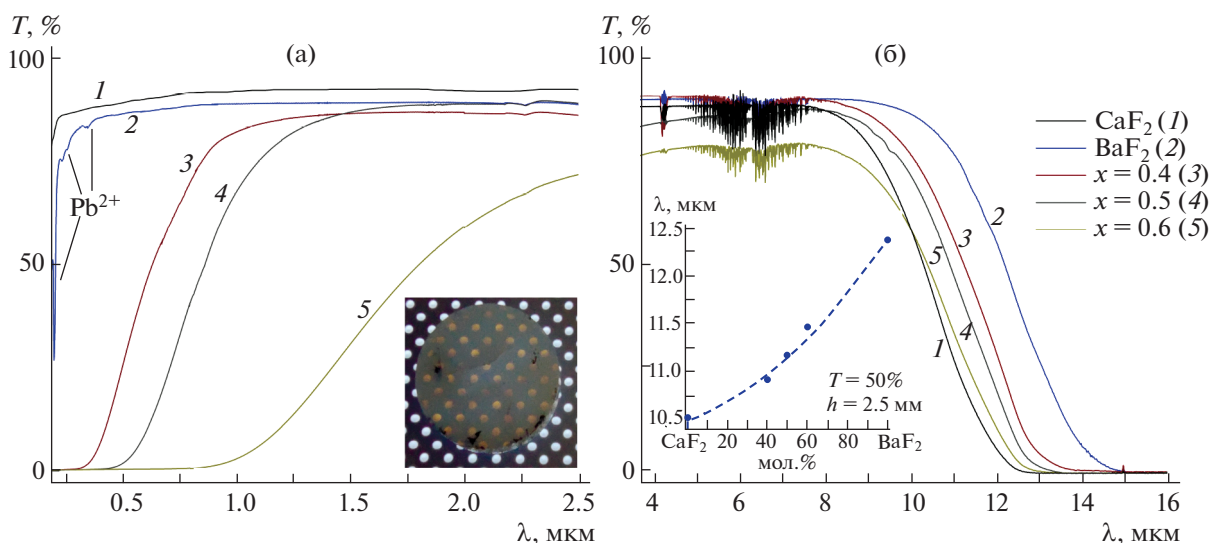 T, %
(а)
100
50
0
1
2
Pb2+
3
4
5
0.5
1.0
1.5
2.0
2.5
λ, мкм
T, %
(б)
100
50
0
2
3
5
4
1
4
6
8
10
12
14
16
λ, мкм
λ, мкм
12.5
12.0
11.5
11.0
10.5
CaF2
20
40
60
80
BaF2
мол.%
T = 50%
h = 2.5 мм
CaF2 (1)
BaF2 (2)
x = 0.4 (3)
x = 0.5 (4)
x = 0.6 (5)